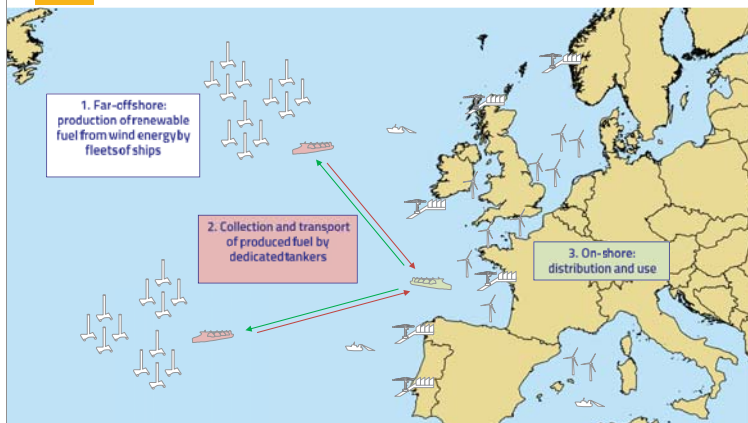 1. Far-offshore:
production of renewable
fuel from wind energy by
fleets of ships
2. Collection and transport
of produced fuel by
dedicated tankers
3. On-shore:
distribution and use